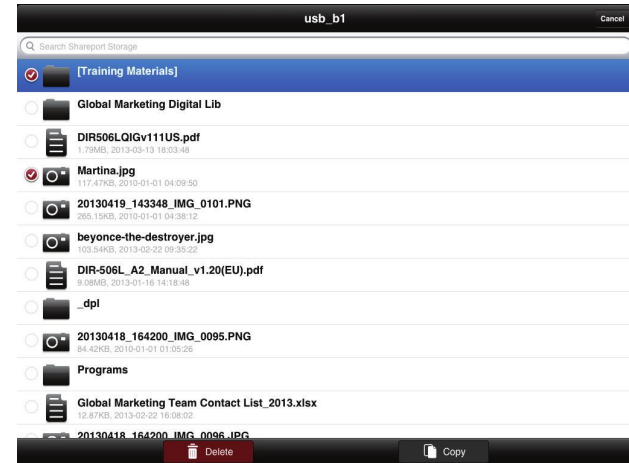 usb_b1
Cancel
Search Shareport Storage
[Training Materials]
Global Marketing Digital Lib
DIR506LQIGv111US.pdf
1.79MB, 2013-03-13 18:03:48
Martina.jpg
117.47KB, 2010-01-01 04:09:50
20130419_143348_IMG_0101.PNG
265.15KB, 2010-01-01 04:38:12
beyonce-the-destroyer.jpg
103.54KB, 2013-02-22 09:35:22
DIR-506L_A2_Manual_v1.20(EU).pdf
9.08MB, 2013-01-16 14:18:48
_dpl
20130418_164200_IMG_0095.PNG
84.42KB, 2010-01-01 01:05:26
Programs
Global Marketing Team Contact List_2013.xlsx
12.87KB, 2013-02-22 16:08:02
20130418_164200_IMG_0096.JPG
Delete
Copy